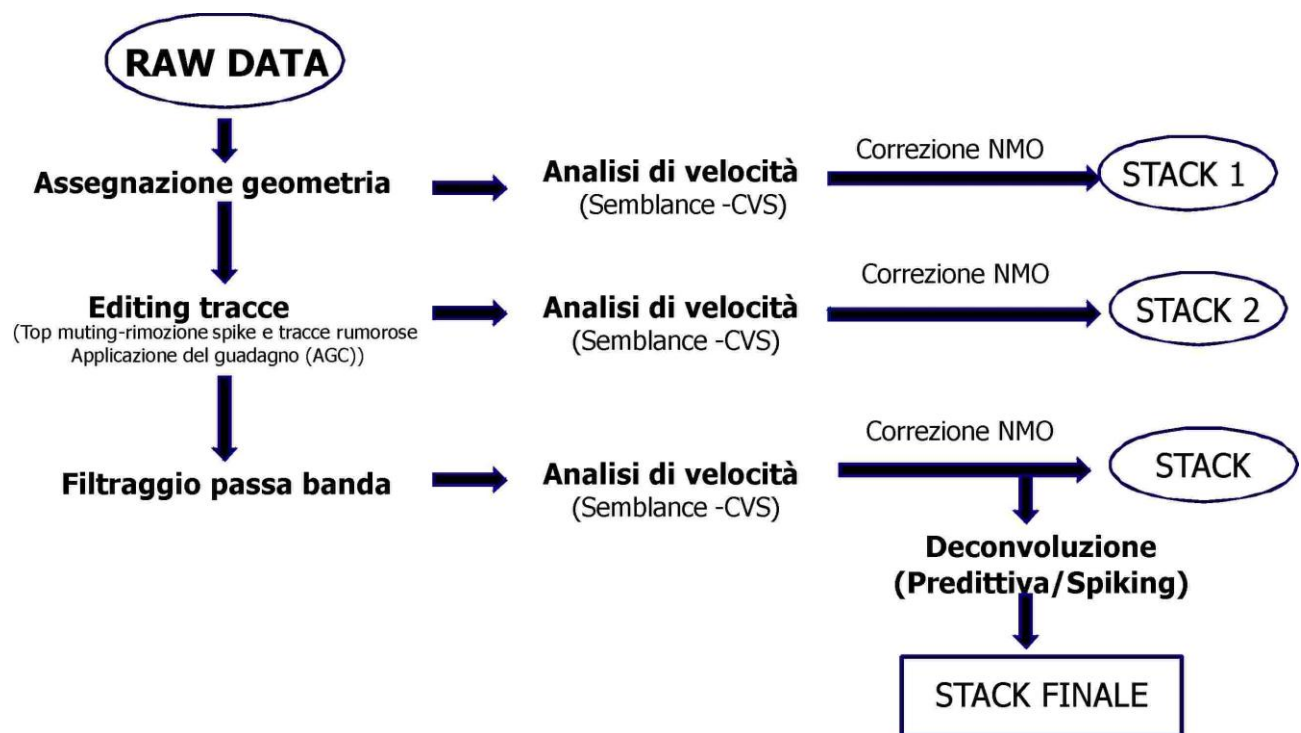 RAW DATA
Assegnazione geometria
Analisi di velocità
(Semblance -CVS)
Correzione NMO
STACK 1
Editing tracce
(Top muting-rimozione spike e tracce rumorose
Applicazione del guadagno (AGC))
Analisi di velocità
(Semblance -CVS)
Correzione NMO
STACK 2
Filtraggio passa banda
Analisi di velocità
(Semblance -CVS)
Correzione NMO
STACK
Deconvoluzione
(Predittiva/Spiking)
STACK FINALE